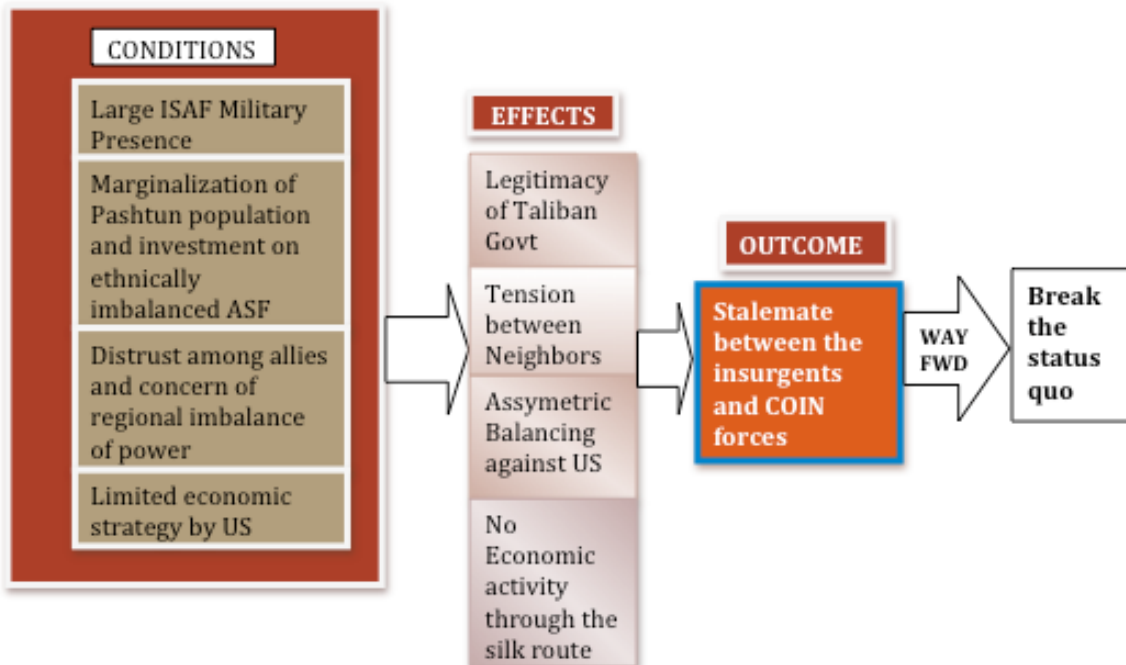 CONDITIONS
Large ISAF Military
Presence
Marginalization of
Pashtun population
and investment on
ethnically
imbalanced ASF
Distrust among allies
and concern of
regional imbalance
of power
Limited economic
strategy by US
EFFECTS
Legitimacy
of Taliban
Govt
Tension
between
Neighbors
Assymetric
Balancing
against US
No
Economic
activity
through the
silk route
OUTCOME
Stalemate
between the
insurgents
and COIN
forces
WAY
FWD
Break
the
status
quo